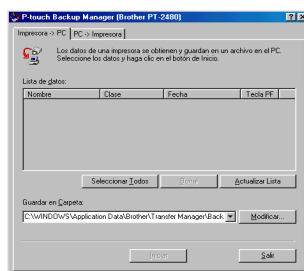 P-touch Backup Manager (Brother PT-2480)
Impresora -> PC PC -> Impresora
Los datos de una impresora se obtienen y guardan en un archivo en el PC.
Seleccione los datos y haga clic en el botón de Inicio.
Lista de datos:
Nombre Clase Fecha Tecla PF
Seleccionar Todos Borrar Actualizar Lista
Guardar en Carpeta:
C:\WINDOWS\Application Data\Brother\Transfer Manager\Back Modificar...
Iniciar Salir